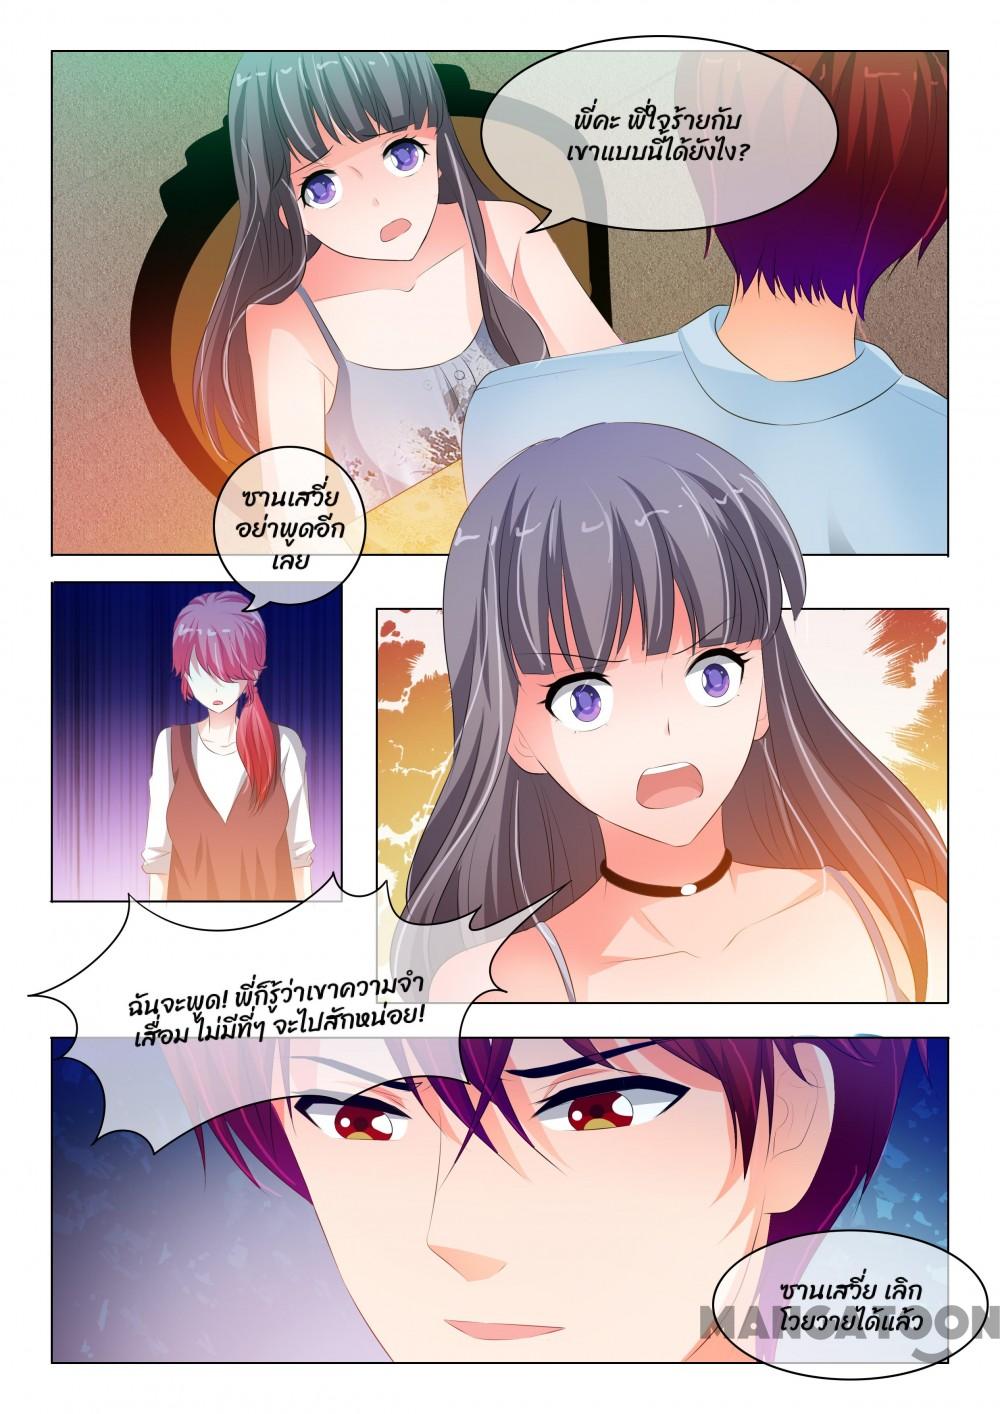 พี่คะ พี่ใจร้ายกับ
เขาแบบนี้ได้ยังไง?
ซานเสวี่ย
อย่าพูดอีก
เลย
ฉันจะพูด! พี่ก็รู้ว่าเขาความจำ
เสื่อม ไม่มีที่ๆ จะไปสักหน่อย!
ซานเสวี่ย เลิก
โวยวายได้แล้ว
MANGATOON